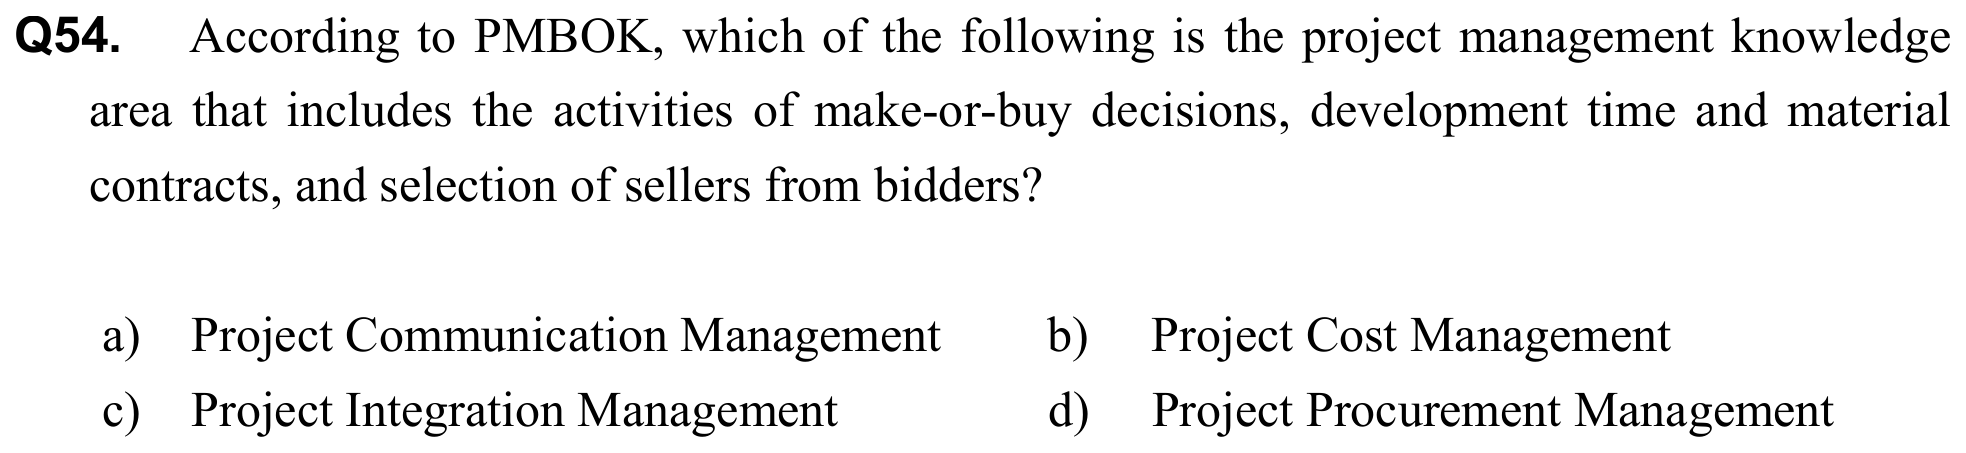 Q54. According to PMBOK, which of the following is the project management knowledge
area that includes the activities of make-or-buy decisions, development time and material
contracts, and selection of sellers from bidders?
a) Project Communication Management b) Project Cost Management
c) Project Integration Management d) Project Procurement Management